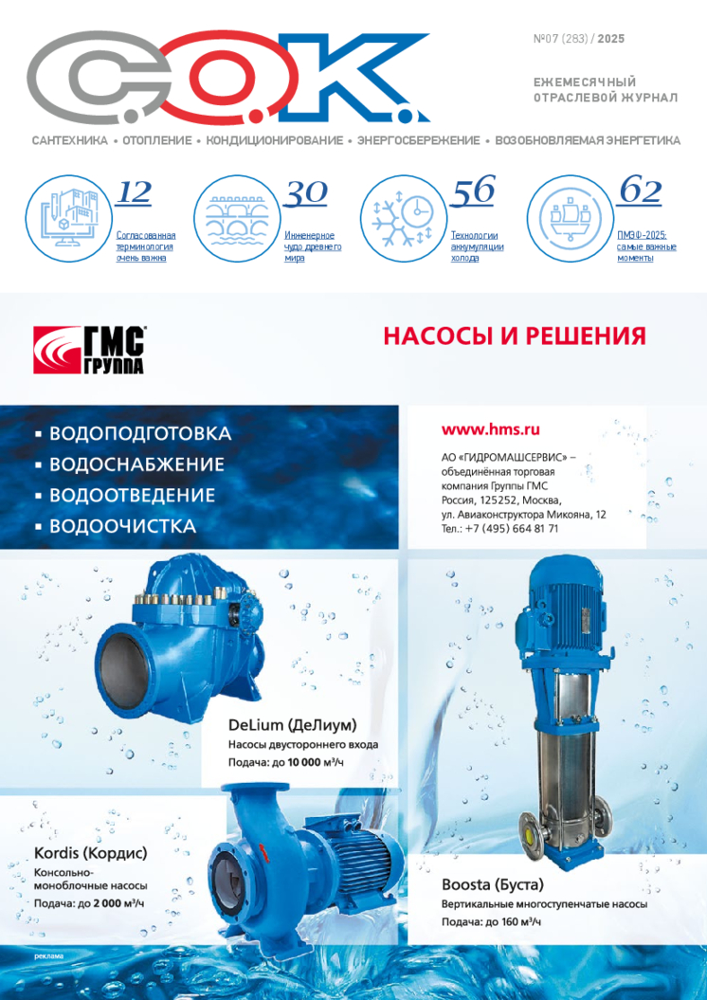 С.О.К.
№07 (283) / 2025
ЕЖЕМЕСЯЧНЫЙ
ОТРАСЛЕВОЙ ЖУРНАЛ
САНТЕХНИКА • ОТОПЛЕНИЕ • КОНДИЦИОНИРОВАНИЕ • ЭНЕРГОСБЕРЕЖЕНИЕ • ВОЗОБНОВЛЯЕМАЯ ЭНЕРГЕТИКА
12
Согласованная
терминология
очень важна
30
Инженерное
чудо древнего
мира
56
Технологии
аккумуляции
холода
62
ПМЭФ-2025:
самые важные
моменты
ГМС®
ГРУППА
НАСОСЫ И РЕШЕНИЯ
▪ ВОДОПОДГОТОВКА
▪ ВОДОСНАБЖЕНИЕ
▪ ВОДООТВЕДЕНИЕ
▪ ВОДООЧИСТКА
www.hms.ru
АО «ГИДРОМАШСЕРВИС» –
объединённая торговая
компания Группы ГМС
Россия, 125252, Москва,
ул. Авиаконструктора Микояна, 12
Тел.: +7 (495) 664 81 71
DeLium (ДеЛиум)
Насосы двустороннего входа
Подача: до 10 000 м³/ч
Kordis (Кордис)
Консольно-
моноблочные насосы
Подача: до 2 000 м³/ч
Boosta (Буста)
Вертикальные многоступенчатые насосы
Подача: до 160 м³/ч
реклама